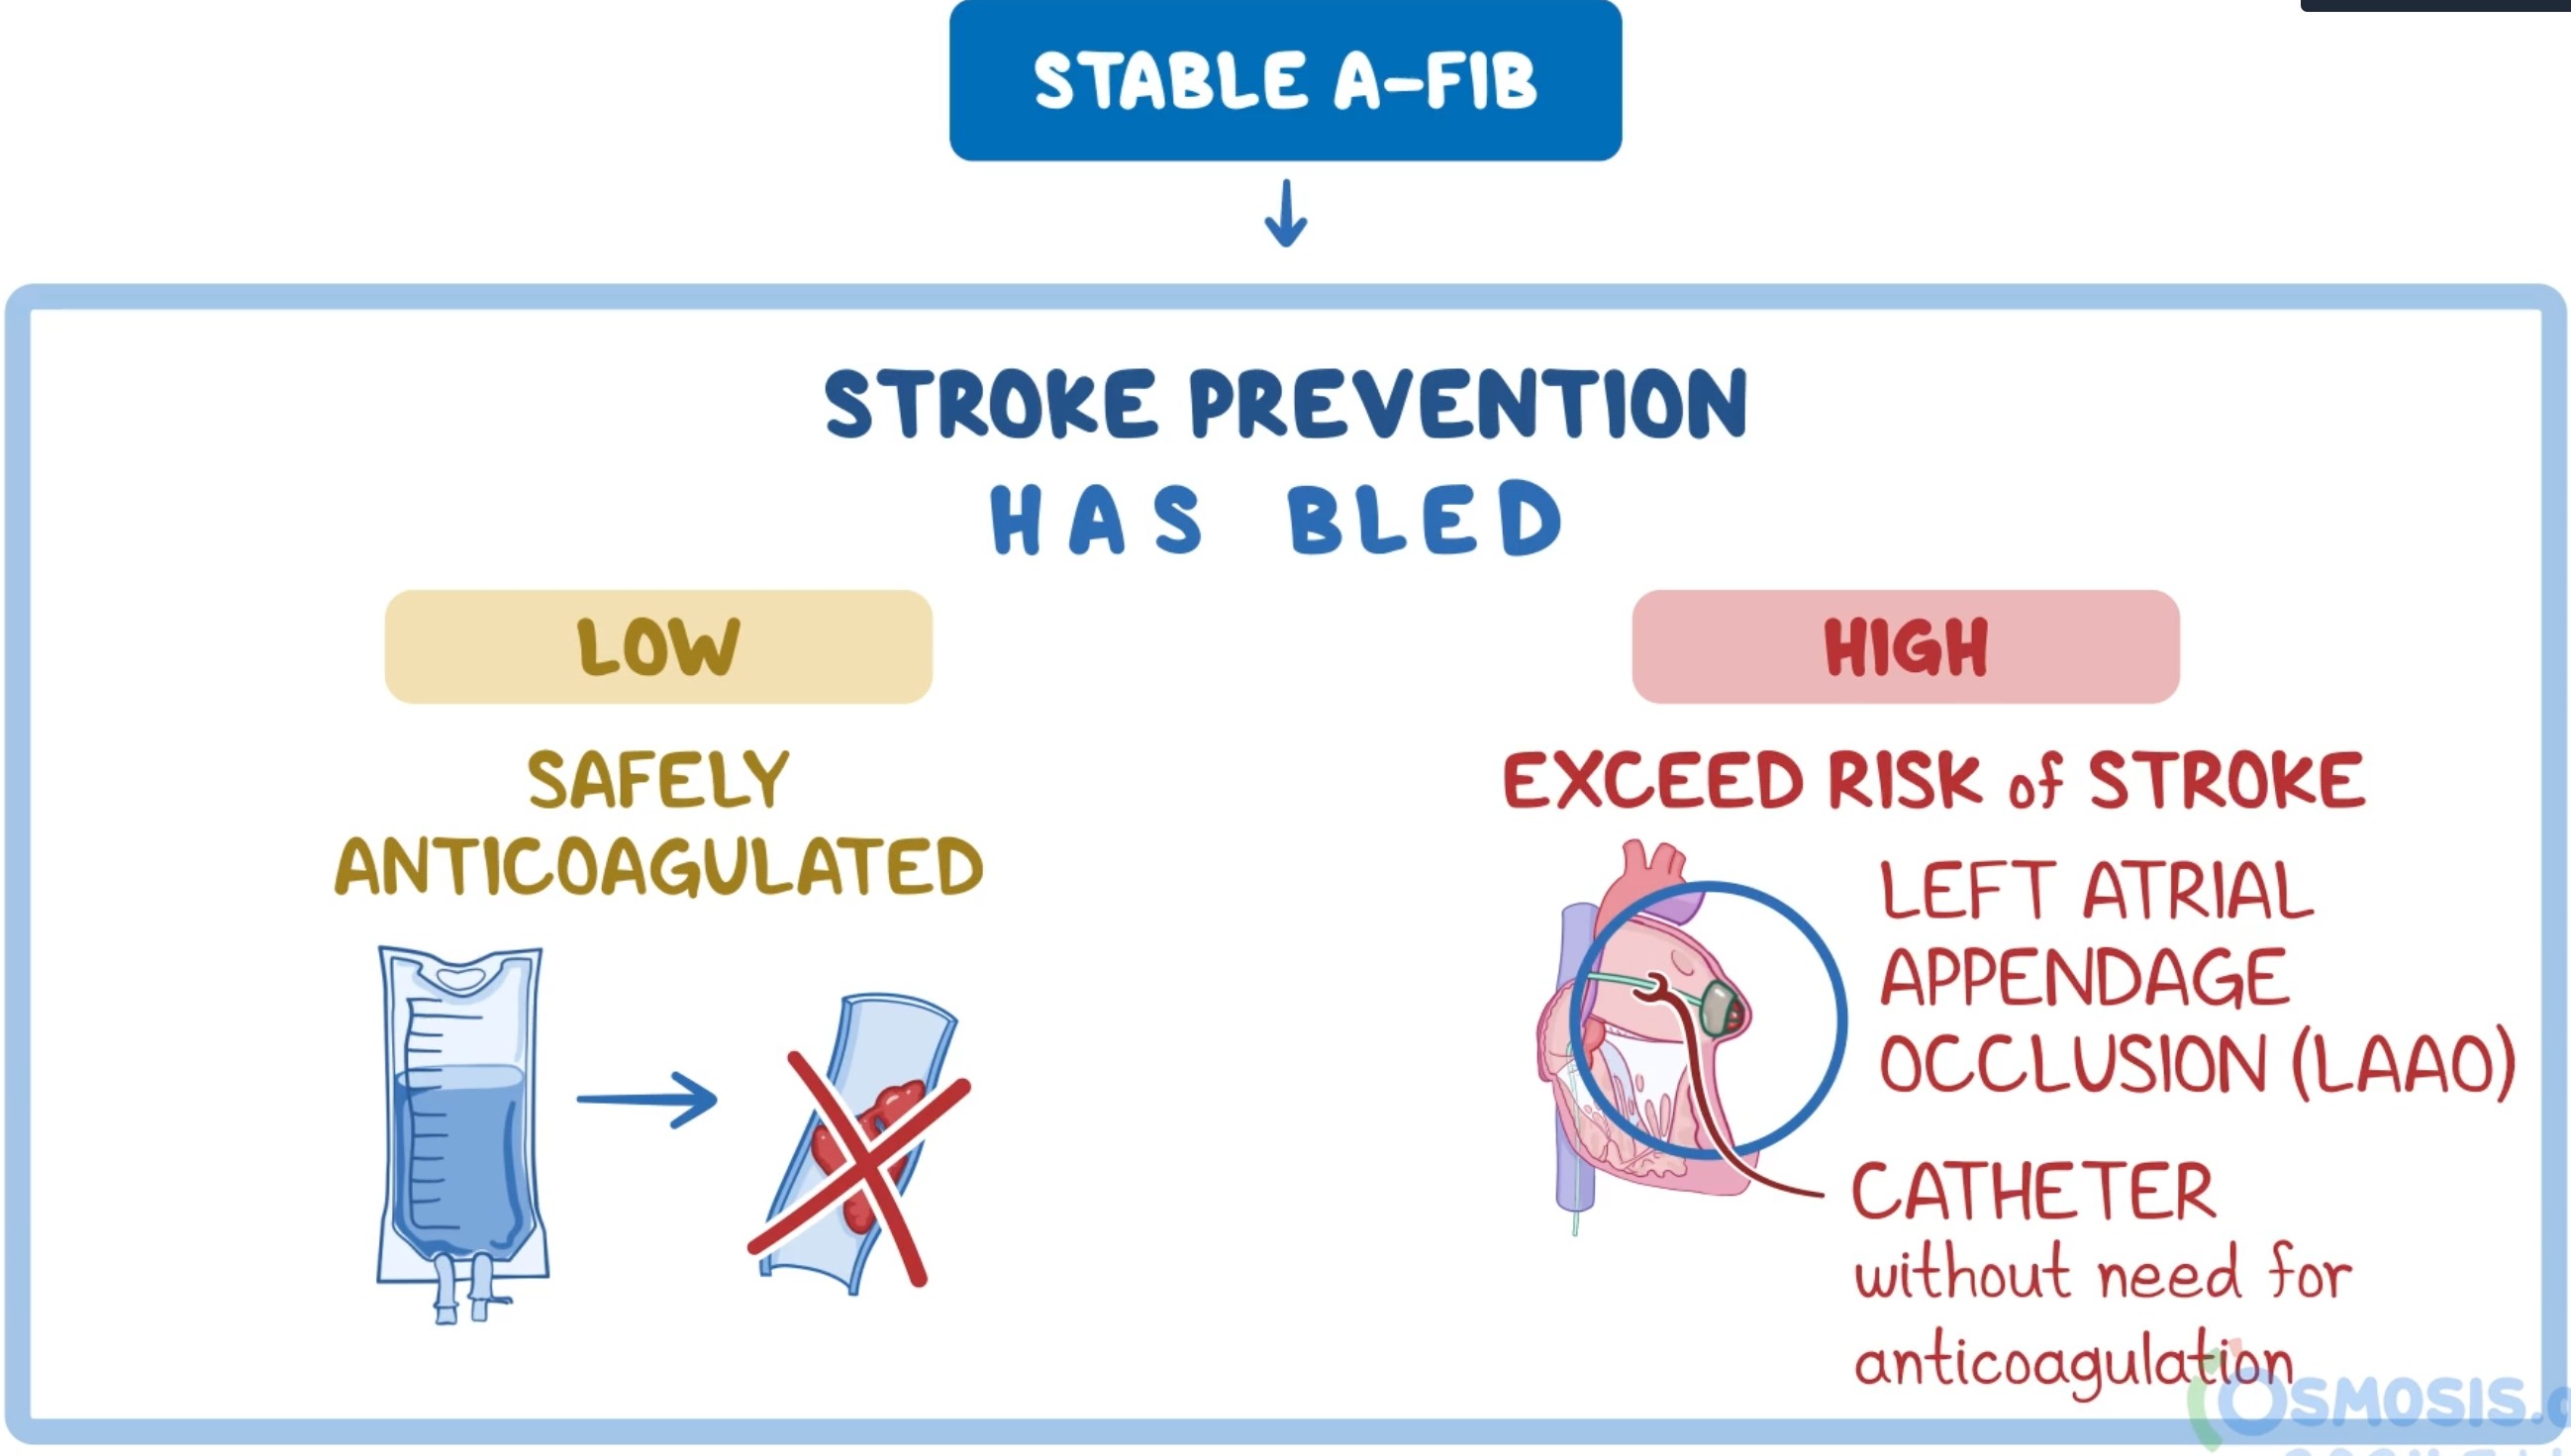 STABLE A-FIB
STROKE PREVENTION
HAS BLED
LOW
SAFELY
ANTICOAGULATED
HIGH
EXCEED RISK of STROKE
LEFT ATRIAL
APPENDAGE
OCCLUSION (LAAO)
CATHETER
without need for
anticoagulation
OSMOSIS.